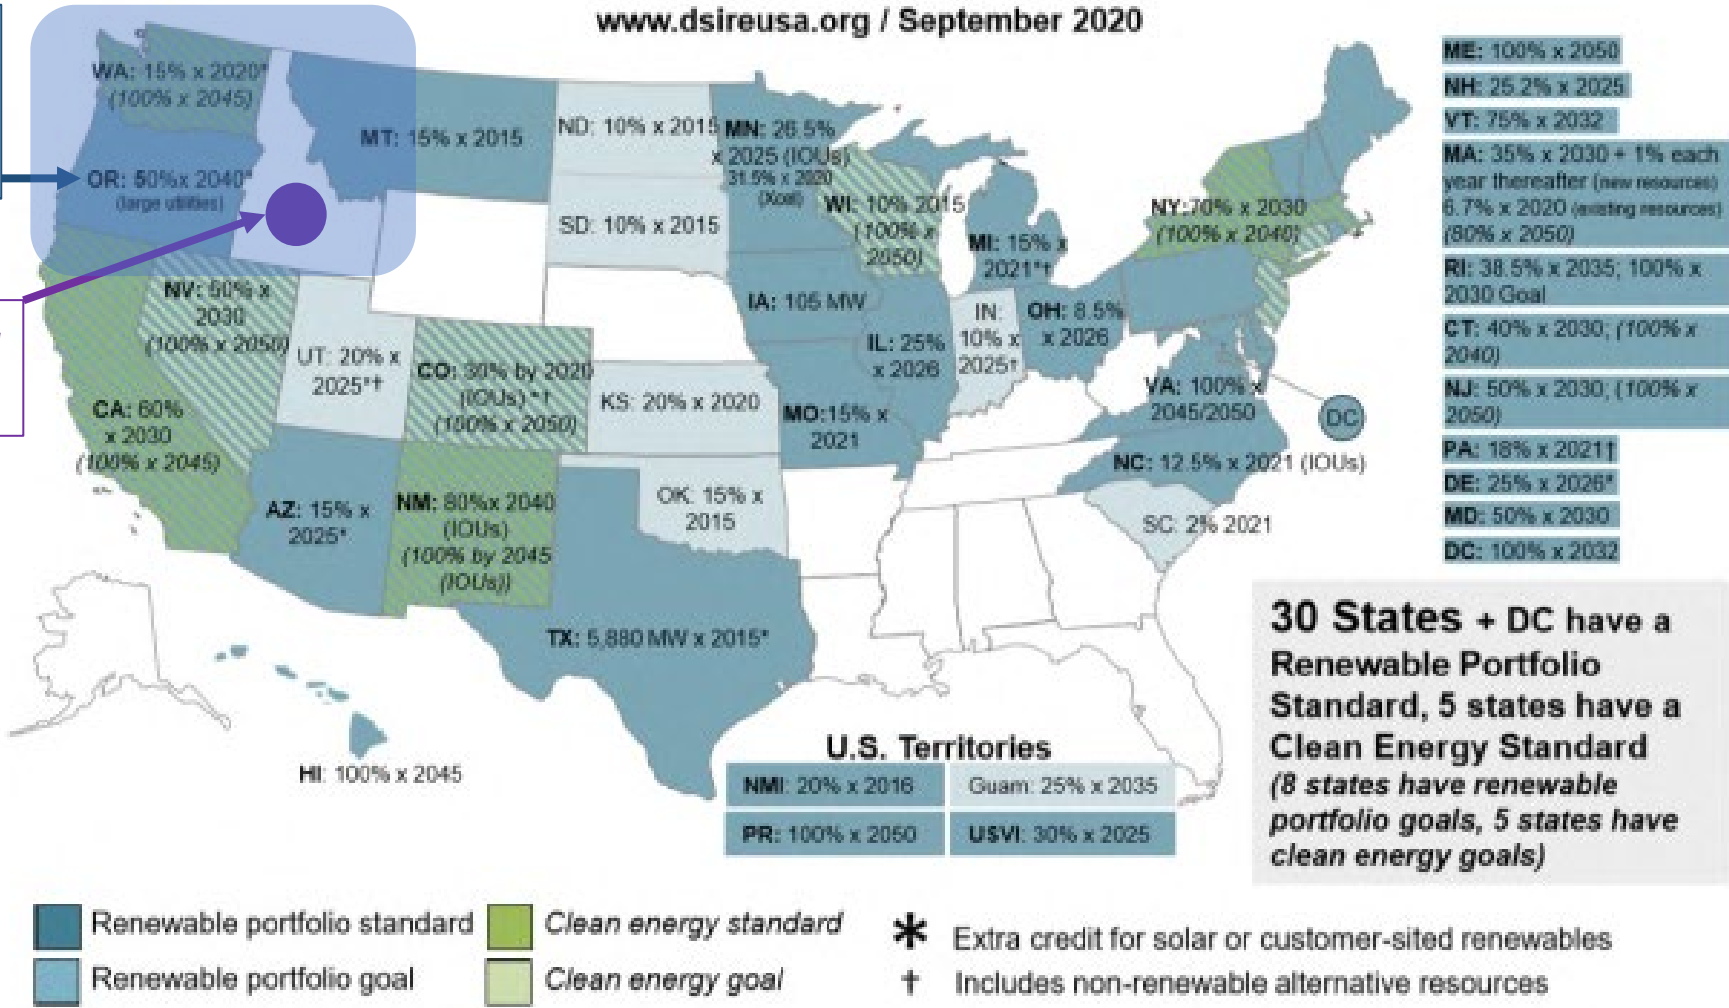 www.dsireusa.org / September 2020
WA: 15% x 2020*
(100% x 2045)
OR: 50%x 2040*
(large utilities)
MT: 15% x 2015
ND: 10% x 2015
SD: 10% x 2015
MN: 26.5%
x 2025 (IOUs)
31.5% x 2020
(Xcel)
WI: 10% 2015
(100% x
2050)
MI: 15% x
2021*†
NY:70% x 2030
(100% x 2040)
NV: 50% x
2030
(100% x 2050)
UT: 20% x
2025*†
CO: 30% by 2020
(IOUs) *†
(100% x 2050)
CA: 60%
x 2030
(100% x 2045)
AZ: 15% x
2025*
NM: 80%x 2040
(IOUs)
(100% by 2045
(IOUs))
KS: 20% x 2020
OK: 15% x
2015
TX: 5,880 MW x 2015*
IA: 105 MW
IL: 25%
x 2026
MO:15% x
2021
IN:
10% x
2025†
OH: 8.5%
x 2026
VA: 100% x
2045/2050
DC
NC: 12.5% x 2021 (IOUs)
SC: 2% 2021
HI: 100% x 2045
ME: 100% x 2050
NH: 25.2% x 2025
VT: 75% x 2032
MA: 35% x 2030 + 1% each
year thereafter (new resources)
6.7% x 2020 (existing resources)
(80% x 2050)
RI: 38.5% x 2035; 100% x
2030 Goal
CT: 40% x 2030; (100% x
2040)
NJ: 50% x 2030; (100% x
2050)
PA: 18% x 2021†
DE: 25% x 2026*
MD: 50% x 2030
DC: 100% x 2032
30 States + DC have a
Renewable Portfolio
Standard, 5 states have a
Clean Energy Standard
(8 states have renewable
portfolio goals, 5 states have
clean energy goals)
U.S. Territories
NMI: 20% x 2016
Guam: 25% x 2035
PR: 100% x 2050
USVI: 30% x 2025
Renewable portfolio standard
Clean energy standard
* Extra credit for solar or customer-sited renewables
Renewable portfolio goal
Clean energy goal
† Includes non-renewable alternative resources